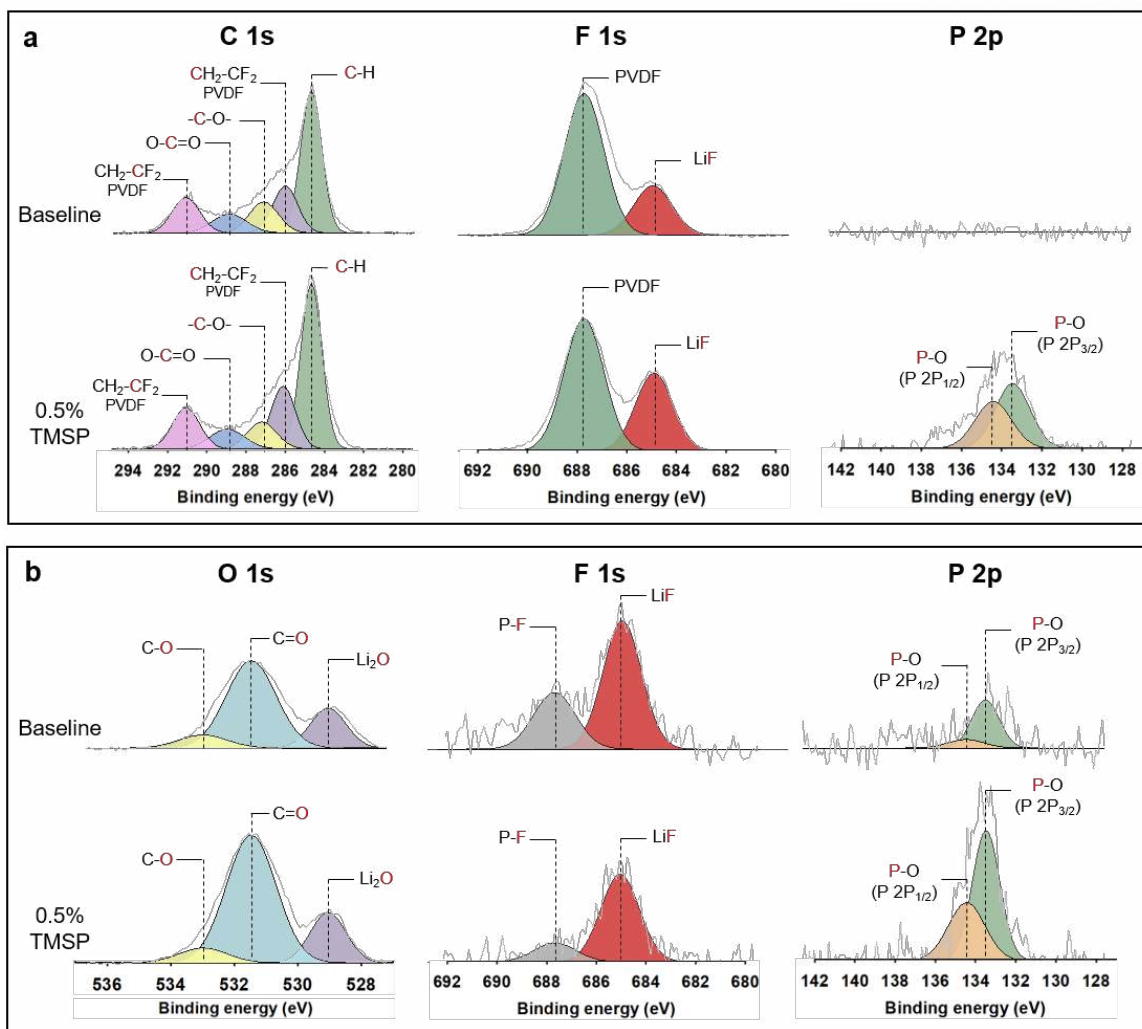 a
C 1s
F 1s
P 2p
Baseline
CH2-CF2
PVDF
C-H
-C-O-
O-C=O
CH2-CF2
PVDF
PVDF
LiF
0.5%
TMSP
CH2-CF2
PVDF
C-H
-C-O-
O-C=O
CH2-CF2
PVDF
PVDF
LiF
P-O
(P 2P3/2)
P-O
(P 2P1/2)
294 292 290 288 286 284 282 280
Binding energy (eV)
692 690 688 686 684 682 680
Binding energy (eV)
142 140 138 136 134 132 130 128
Binding energy (eV)
b
O 1s
F 1s
P 2p
Baseline
C-O
C=O
Li2O
P-F
LiF
P-O
(P 2P3/2)
P-O
(P 2P1/2)
0.5%
TMSP
C-O
C=O
Li2O
P-F
LiF
P-O
(P 2P3/2)
P-O
(P 2P1/2)
536 534 532 530 528
Binding energy (eV)
692 690 688 686 684 682 680
Binding energy (eV)
142 140 138 136 134 132 130 128
Binding energy (eV)